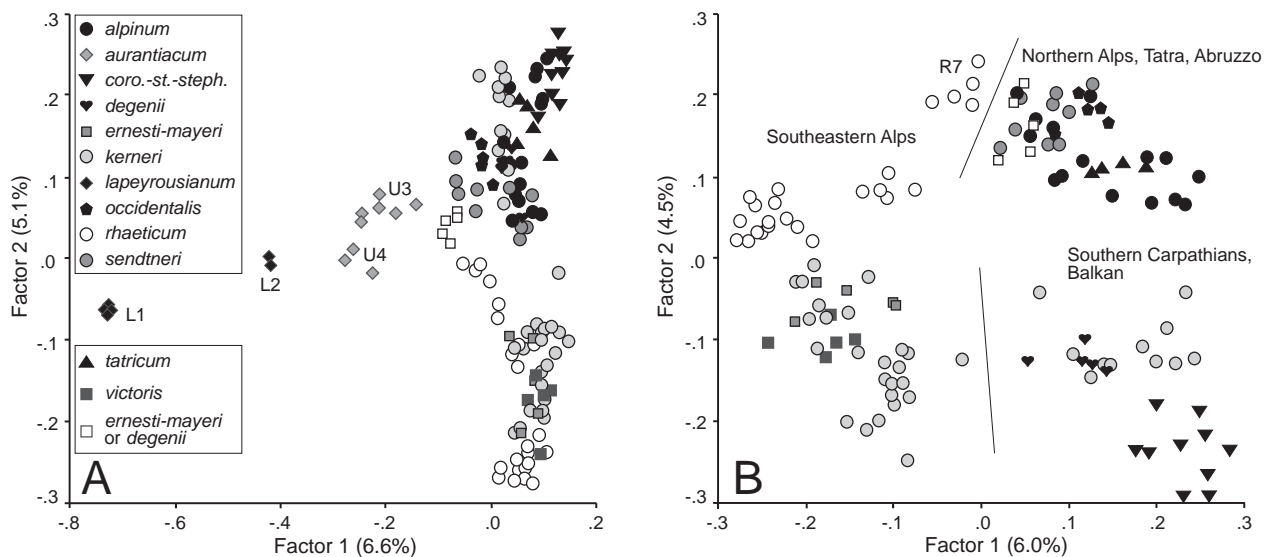 .3
.2
.1
.0
-.1
-.2
-.3
Factor 2 (5.1%)
alpinum
aurantiacum
coro.-st.-steph.
degenii
ernesti-mayeri
kerneri
lapeyrousianum
occidentalis
rhaeticum
sendtneri
tatricum
victoris
ernesti-mayeri
or degenii
U3
U4
L2
L1
A
-.8 -.6 -.4 -.2 .0 .2
Factor 1 (6.6%)
.3
.2
.1
.0
-.1
-.2
-.3
Factor 2 (4.5%)
R7
Northern Alps, Tatra, Abruzzo
Southeastern Alps
Southern Carpathians,
Balkan
B
-.3 -.2 -.1 .0 .1 .2 .3
Factor 1 (6.0%)